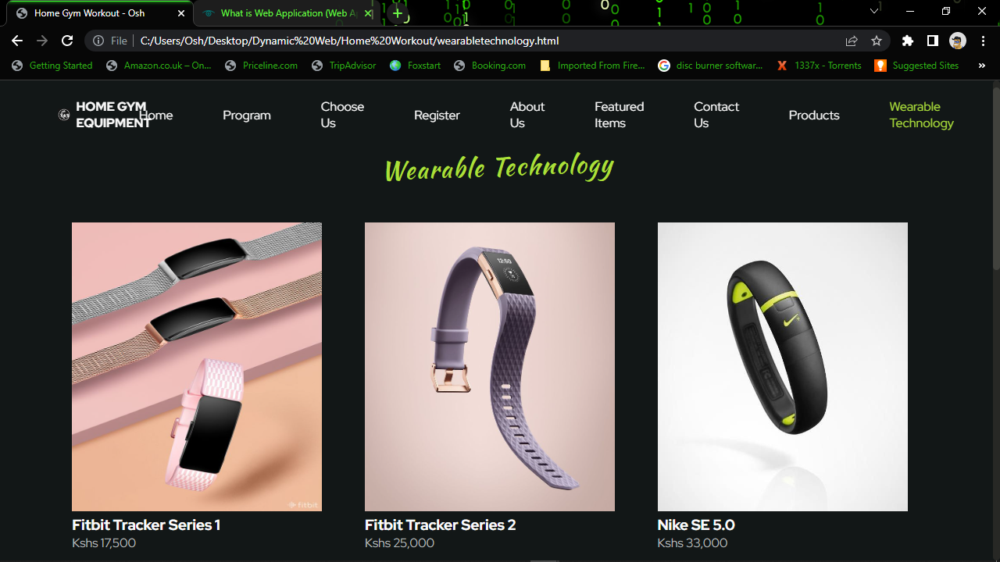 Home Gym Workout - Osh
What is Web Application (Web Ap
File
C:/Users/Osh/Desktop/Dynamic%20Web/Home%20Workout/wearabletechnology.html
Getting Started
Amazon.co.uk – On...
Priceline.com
TripAdvisor
Foxstart
Booking.com
Imported From Fire...
disc burner softwar...
1337x - Torrents
Suggested Sites
»
HOME GYM
EQUIPMENT
Home
Program
Choose
Us
Register
About
Us
Featured
Items
Contact
Us
Products
Wearable
Technology
Wearable Technology
12:50
fitbit
Fitbit Tracker Series 1
Kshs 17,500
Fitbit Tracker Series 2
Kshs 25,000
Nike SE 5.0
Kshs 33,000